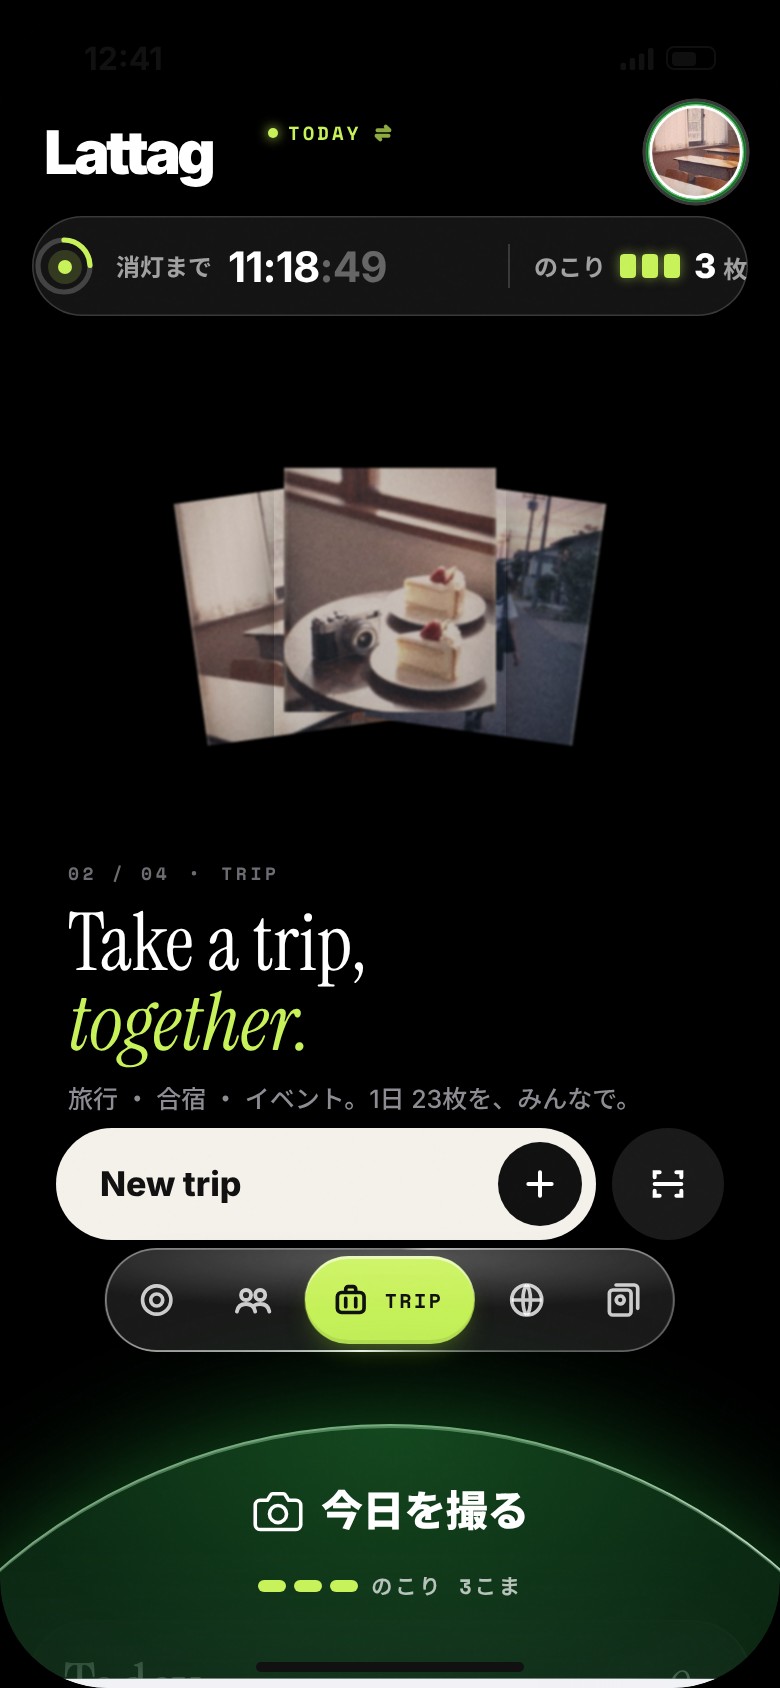 12:41
Lattag
TODAY
消灯まで 11:18:49
のこり 3 枚
02 / 04 • TRIP
Take a trip,
together.
旅行 ・ 合宿 ・ イベント。1日 23枚を、みんなで。
New trip
TRIP
今日を撮る
のこり 3こま